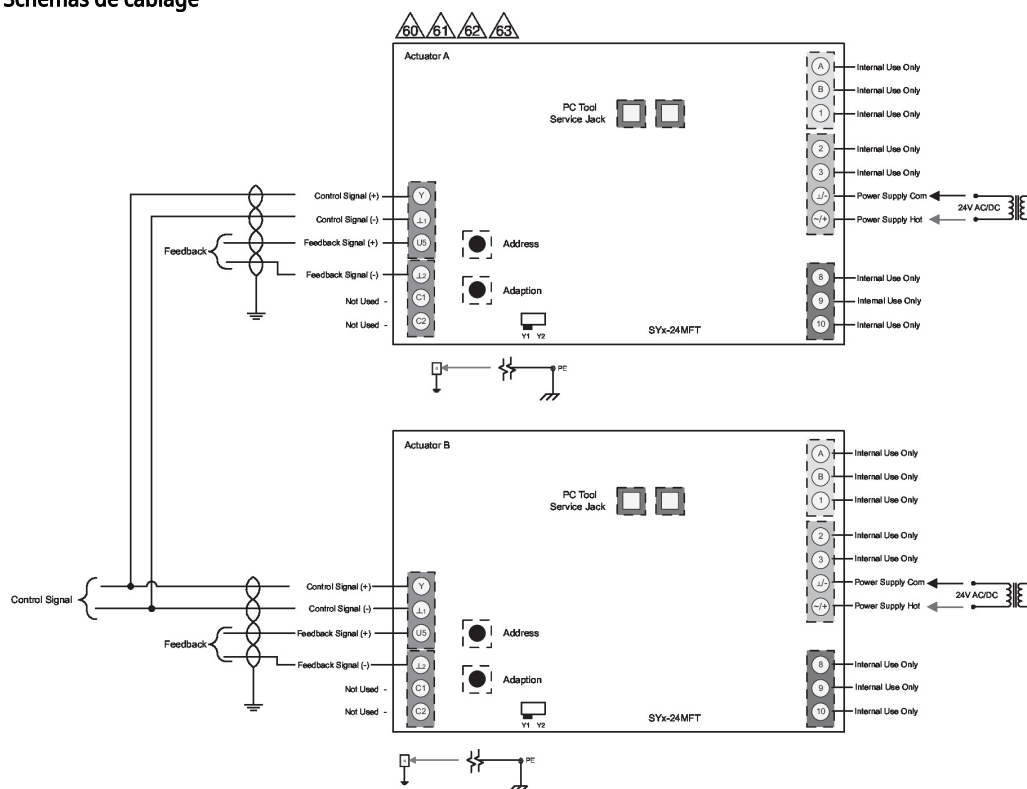 Schémas de câblage
60 61 62 63
Actuator A
PC Tool
Service Jack
A Internal Use Only
B Internal Use Only
1 Internal Use Only
2 Internal Use Only
3 Internal Use Only
⊥/- Power Supply Com
~/+ Power Supply Hot
24V AC/DC
8 Internal Use Only
9 Internal Use Only
10 Internal Use Only
Control Signal (+) Y
Control Signal (-) ⊥1
Feedback Signal (+) U5
Feedback
Feedback Signal (-) ⊥2
Not Used - C1
Not Used - C2
Address
Adaption
Y1 Y2
SYx-24MFT
PE
Actuator B
PC Tool
Service Jack
A Internal Use Only
B Internal Use Only
1 Internal Use Only
2 Internal Use Only
3 Internal Use Only
⊥/- Power Supply Com
~/+ Power Supply Hot
24V AC/DC
8 Internal Use Only
9 Internal Use Only
10 Internal Use Only
Control Signal
Control Signal (+) Y
Control Signal (-) ⊥1
Feedback Signal (+) U5
Feedback
Feedback Signal (-) ⊥2
Not Used - C1
Not Used - C2
Address
Adaption
Y1 Y2
SYx-24MFT
PE